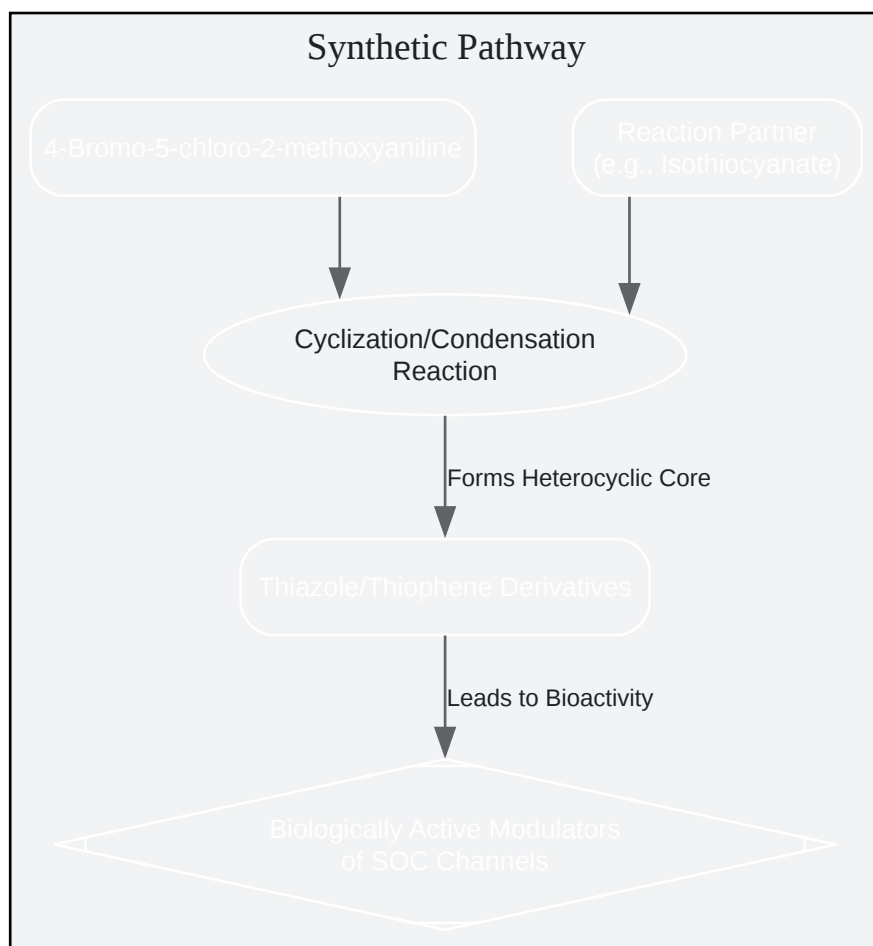 Synthetic Pathway
4-Bromo-5-chloro-2-methoxyaniline
Reaction Partner
(e.g., Isothiocyanate)
Cyclization/Condensation
Reaction
Forms Heterocyclic Core
Thiazole/Thiophene Derivatives
Leads to Bioactivity
Biologically Active Modulators
of SOC Channels